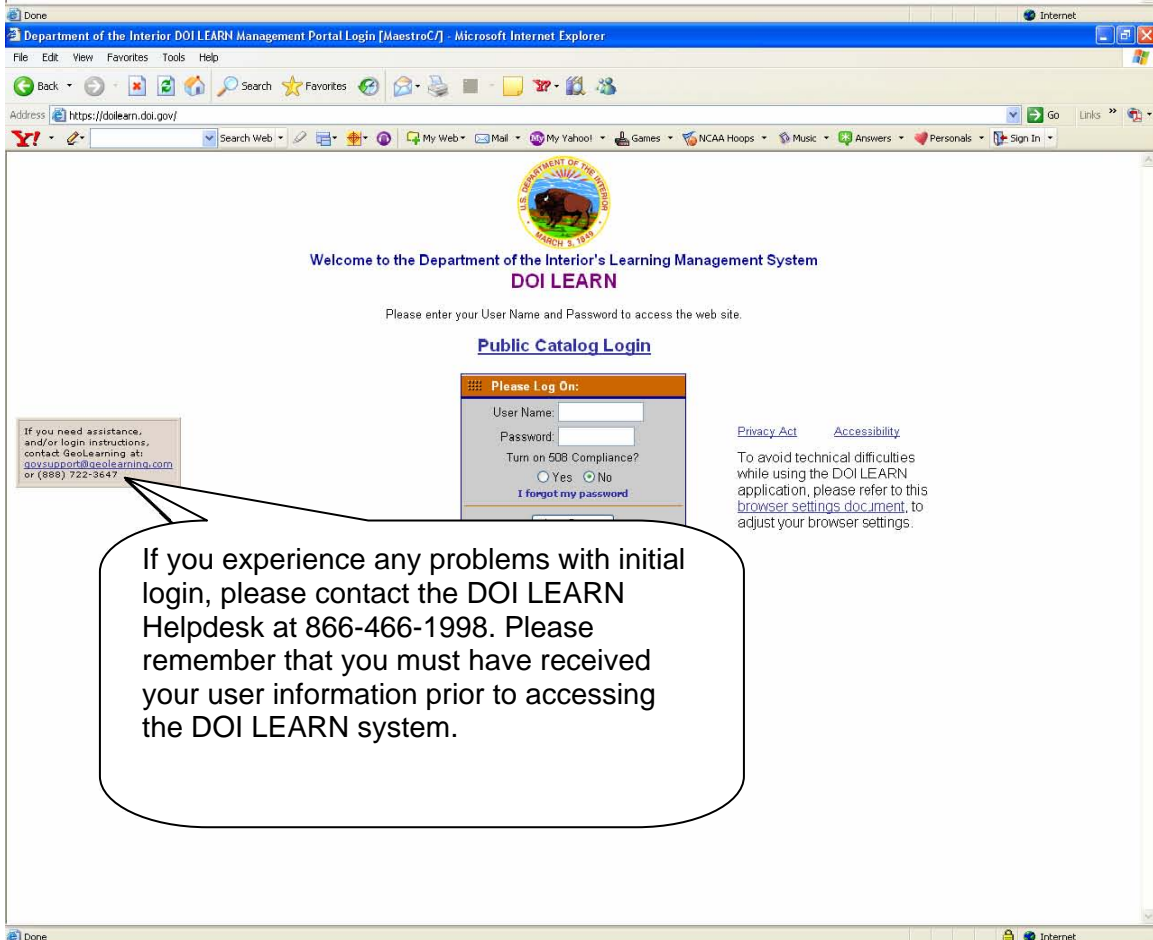 Done
Internet
Department of the Interior DOI LEARN Management Portal Login [MaestroC/] - Microsoft Internet Explorer
File Edit View Favorites Tools Help
Back Search Favorites
Address https://doilearn.doi.gov/ Go Links »
Y! Search Web My Web Mail My Yahoo! Games NCAA Hoops Music Answers Personals Sign In
U.S. DEPARTMENT OF THE INTERIOR
MARCH 3, 1849
Welcome to the Department of the Interior's Learning Management System
DOI LEARN
Please enter your User Name and Password to access the web site.
Public Catalog Login
Please Log On:
User Name:
Password:
Turn on 508 Compliance?
Yes No
I forgot my password
If you need assistance,
and/or login instructions,
contact GeoLearning at:
govsupport@geolearning.com
or (888) 722-3647
Privacy Act Accessibility
To avoid technical difficulties
while using the DOI LEARN
application, please refer to this
browser settings document, to
adjust your browser settings.
If you experience any problems with initial
login, please contact the DOI LEARN
Helpdesk at 866-466-1998. Please
remember that you must have received
your user information prior to accessing
the DOI LEARN system.
Done
Internet